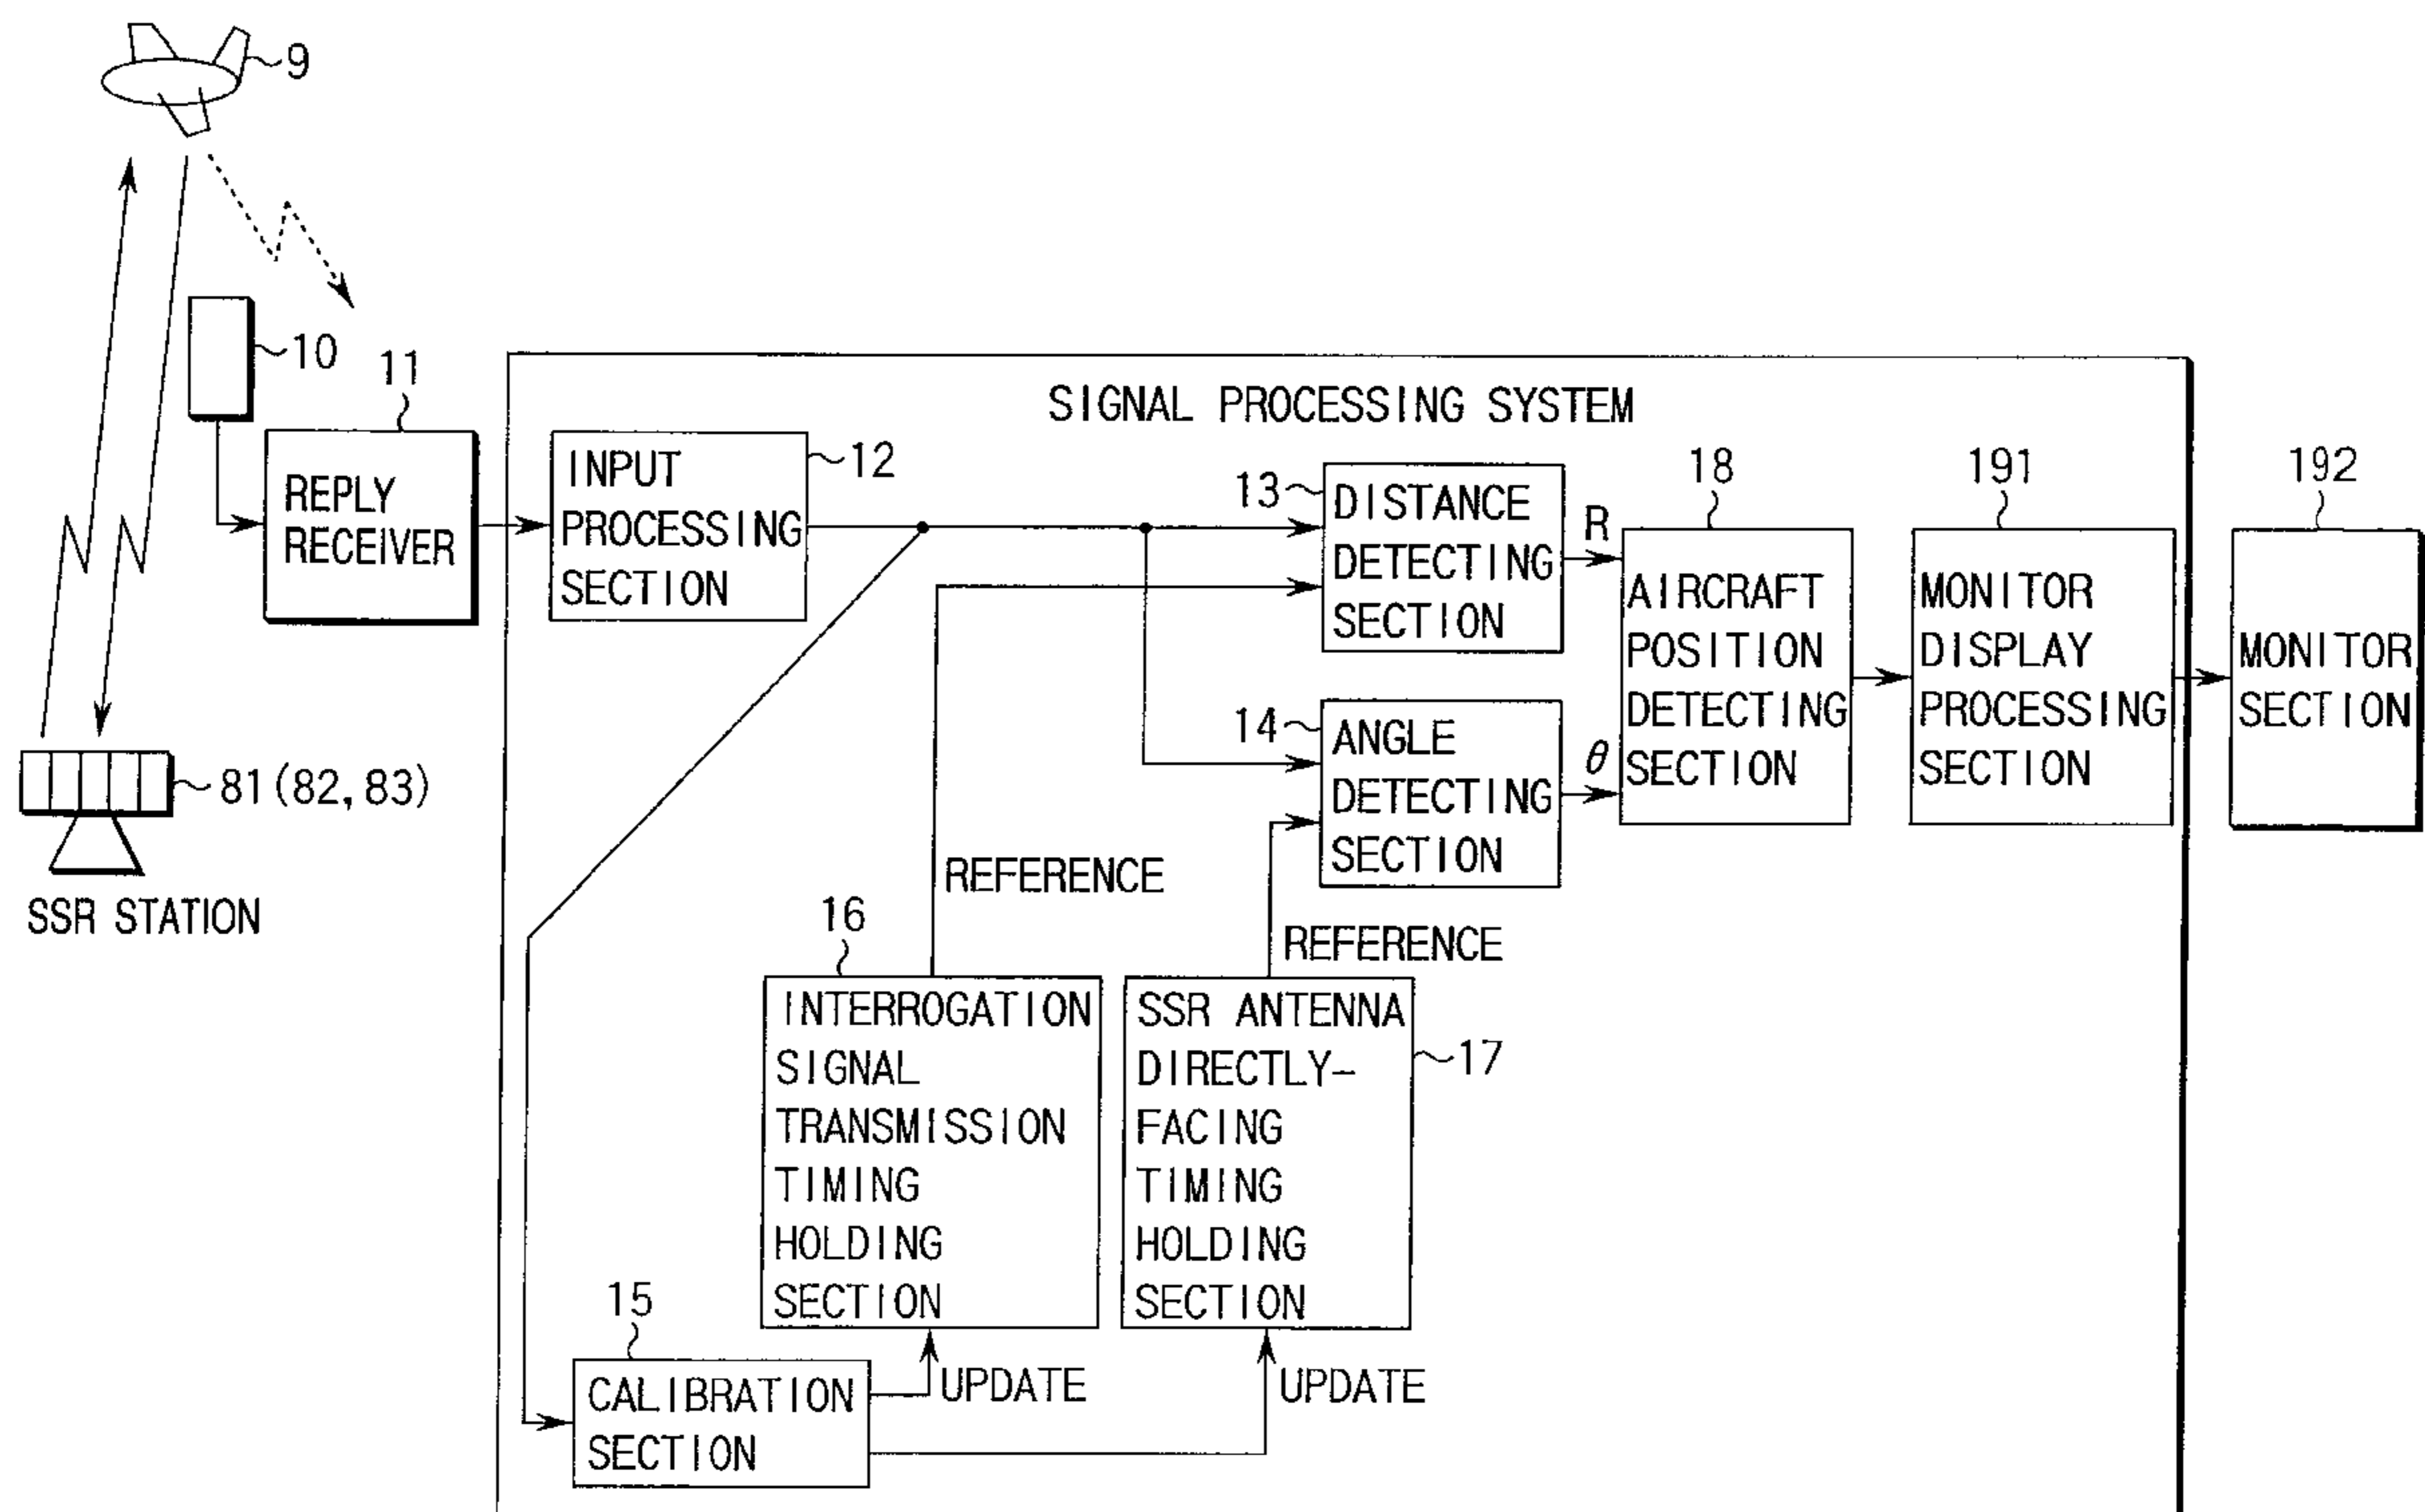 9
10
11
REPLY
RECEIVER
81(82, 83)
SSR STATION
SIGNAL PROCESSING SYSTEM
12
INPUT
PROCESSING
SECTION
13
DISTANCE
DETECTING
SECTION
R
14
ANGLE
DETECTING
SECTION
θ
18
AIRCRAFT
POSITION
DETECTING
SECTION
191
MONITOR
DISPLAY
PROCESSING
SECTION
192
MONITOR
SECTION
REFERENCE
REFERENCE
16
INTERROGATION
SIGNAL
TRANSMISSION
TIMING
HOLDING
SECTION
17
SSR ANTENNA
DIRECTLY-
FACING
TIMING
HOLDING
SECTION
15
CALIBRATION
SECTION
UPDATE
UPDATE